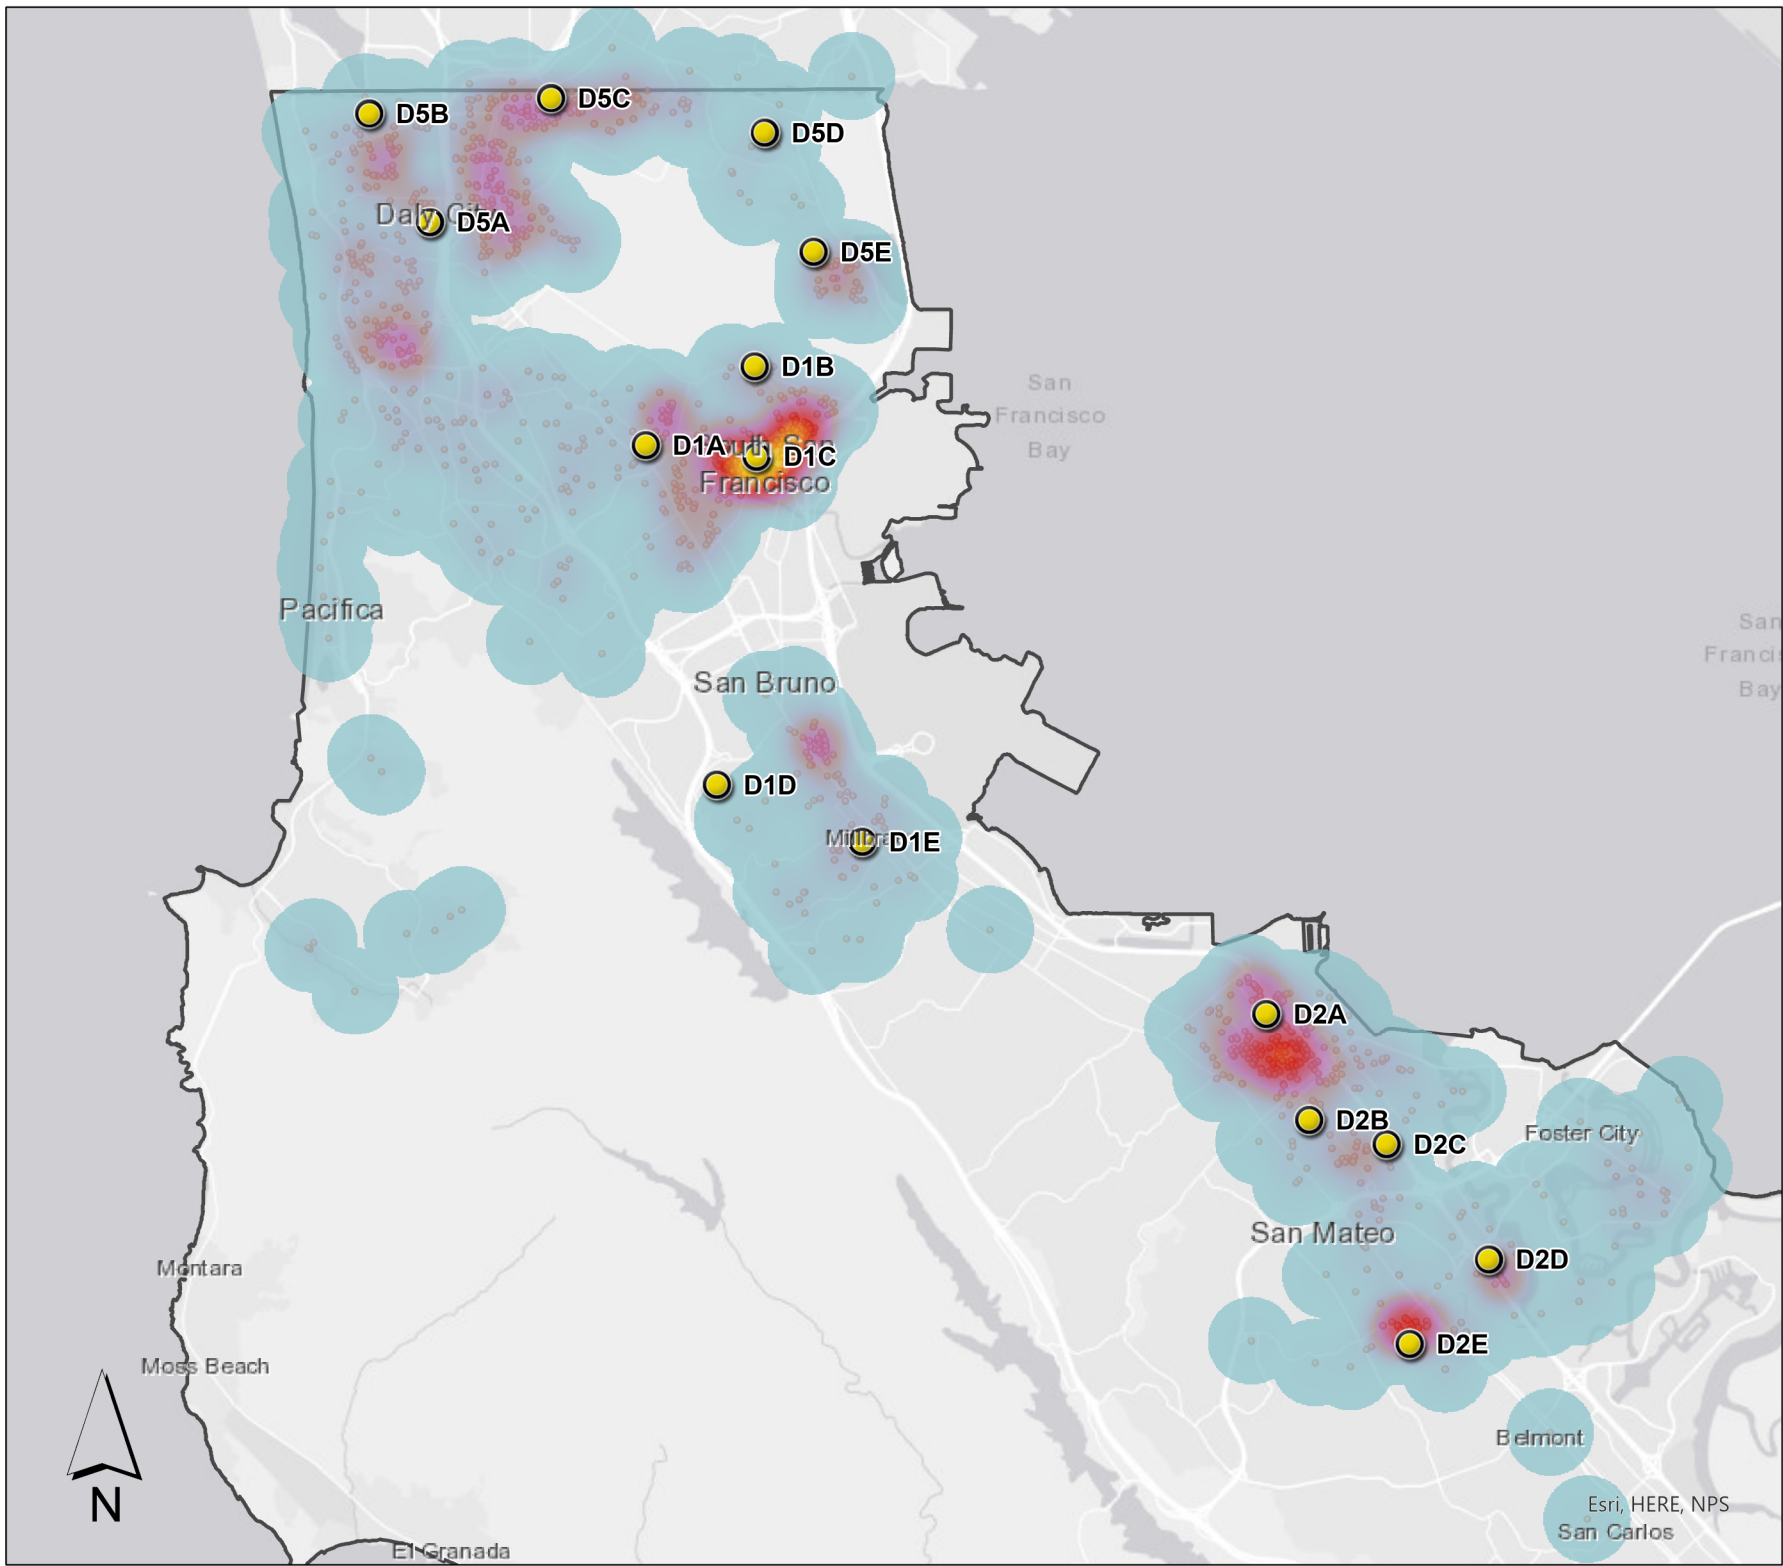 D5B
D5C
D5D
Daly City
D5A
D5E
D1B
San
Francisco
Bay
D1A
South San
Francisco
D1C
Pacifica
San
Franci
Bay
San Bruno
D1D
Millbrae
D1E
D2A
D2B
D2C
Foster City
San Mateo
D2D
Montara
D2E
Moss Beach
Belmont
N
Esri, HERE, NPS
San Carlos
El Granada